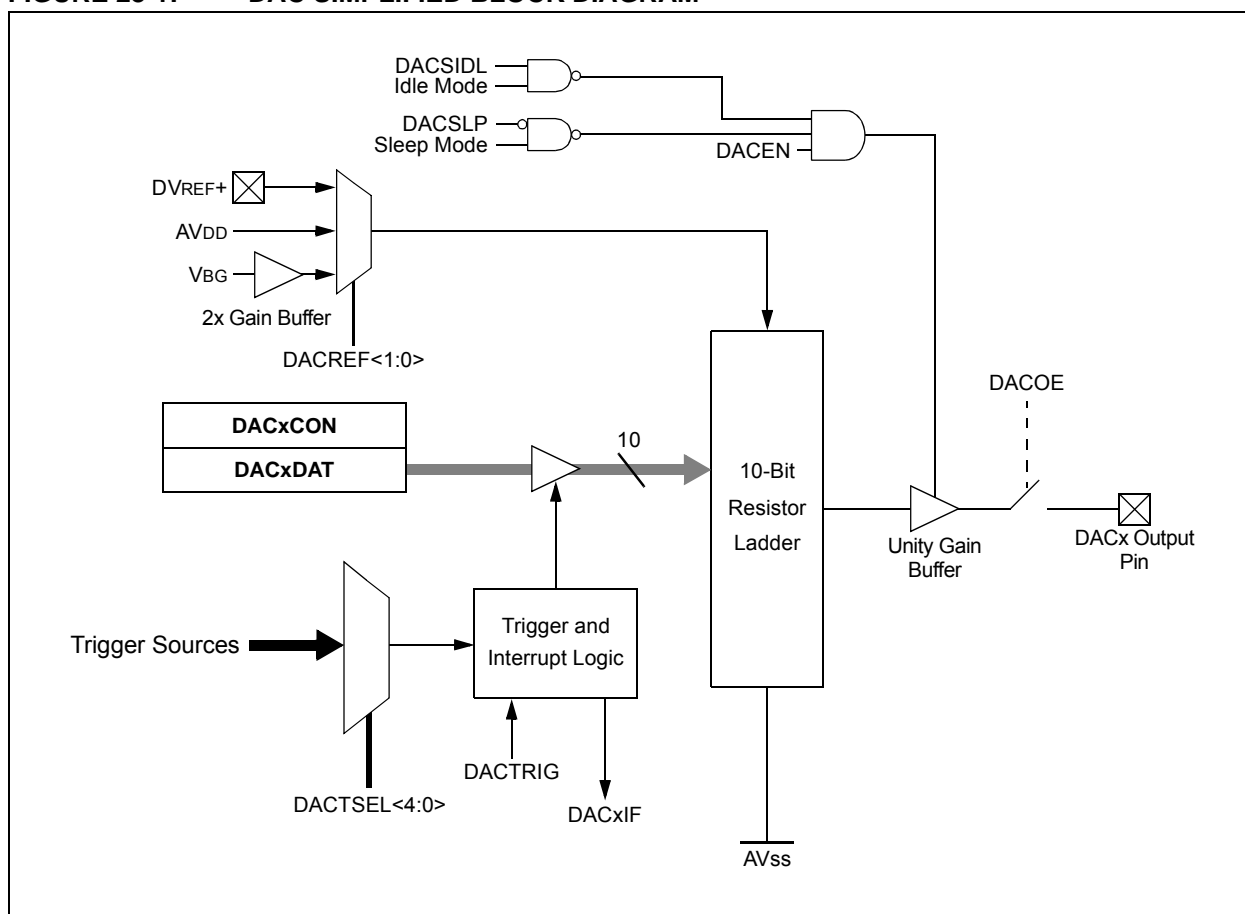 DACSIDL
Idle Mode
DACSLP
Sleep Mode
DACEN
DVREF+
AVDD
VBG
2x Gain Buffer
DACREF<1:0>
DACxCON
DACxDAT
10
10-Bit
Resistor
Ladder
DACOE
Unity Gain
Buffer
DACx Output
Pin
Trigger Sources
Trigger and
Interrupt Logic
DACTRIG
DACTSEL<4:0>
DACxIF
AVss